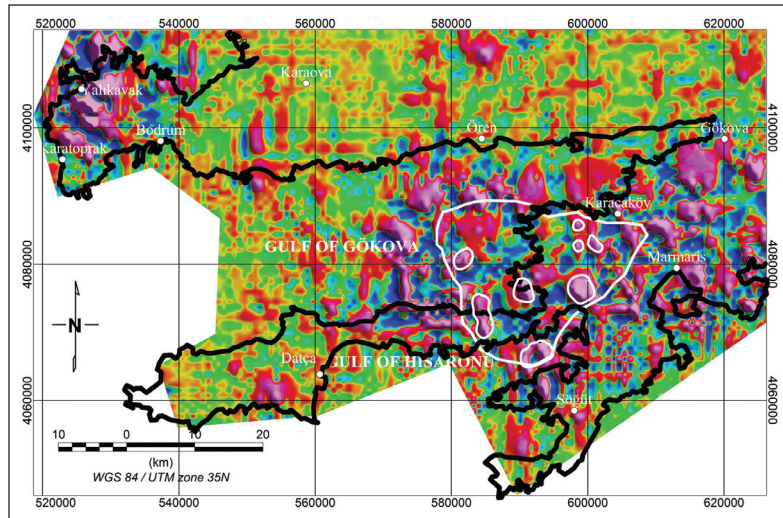 520000 540000 560000 580000 600000 620000
Karaova
Yalıkavak
4100000 4100000
Bodrum Ören Gökova
Karatoprak
Karacaköy
GULF OF GÖKOVA
4080000 4080000
Marmaris
N
Datça GULF OF HISARÖNÜ
4060000 4060000
Söğüt
10 0 10 20
(km)
WGS 84 / UTM zone 35N
520000 540000 560000 580000 600000 620000